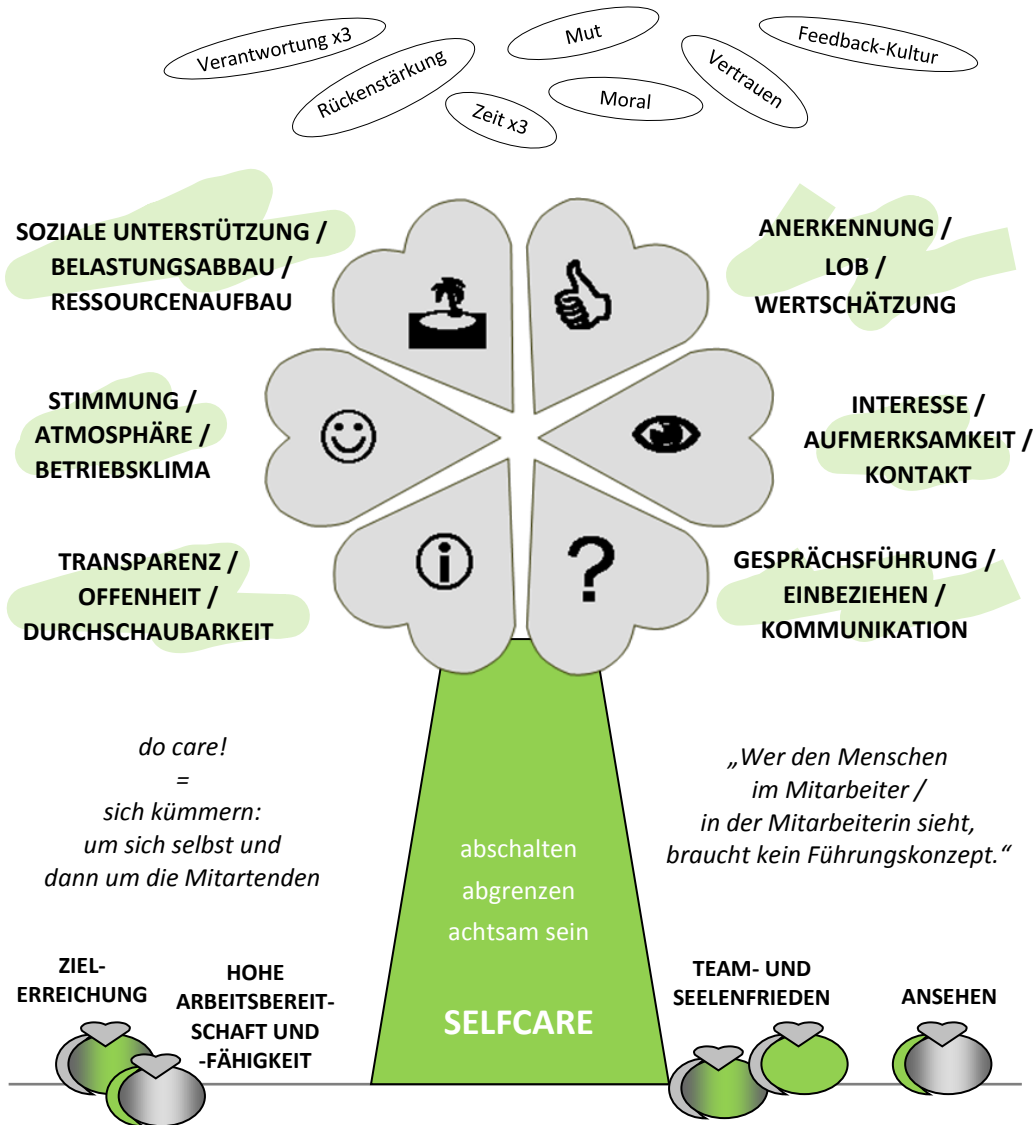 Verantwortung x3
Rückenstärkung
Mut
Zeit x3
Moral
Vertrauen
Feedback-Kultur
SOZIALE UNTERSTÜTZUNG /
BELASTUNGSABBAU /
RESSOURCENAUFBAU
ANERKENNUNG /
LOB /
WERTSCHÄTZUNG
STIMMUNG /
ATMOSPHÄRE /
BETRIEBSKLIMA
INTERESSE /
AUFMERKSAMKEIT /
KONTAKT
TRANSPARENZ /
OFFENHEIT /
DURCHSCHAUBARKEIT
i
?
GESPRÄCHSFÜHRUNG /
EINBEZIEHEN /
KOMMUNIKATION
do care!
=
sich kümmern:
um sich selbst und
dann um die Mitartenden
„Wer den Menschen
im Mitarbeiter /
in der Mitarbeiterin sieht,
braucht kein Führungskonzept.“
abschalten
abgrenzen
achtsam sein
SELFCARE
ZIEL-
ERREICHUNG
HOHE
ARBEITSBEREIT-
SCHAFT UND
-FÄHIGKEIT
TEAM- UND
SEELENFRIEDEN
ANSEHEN